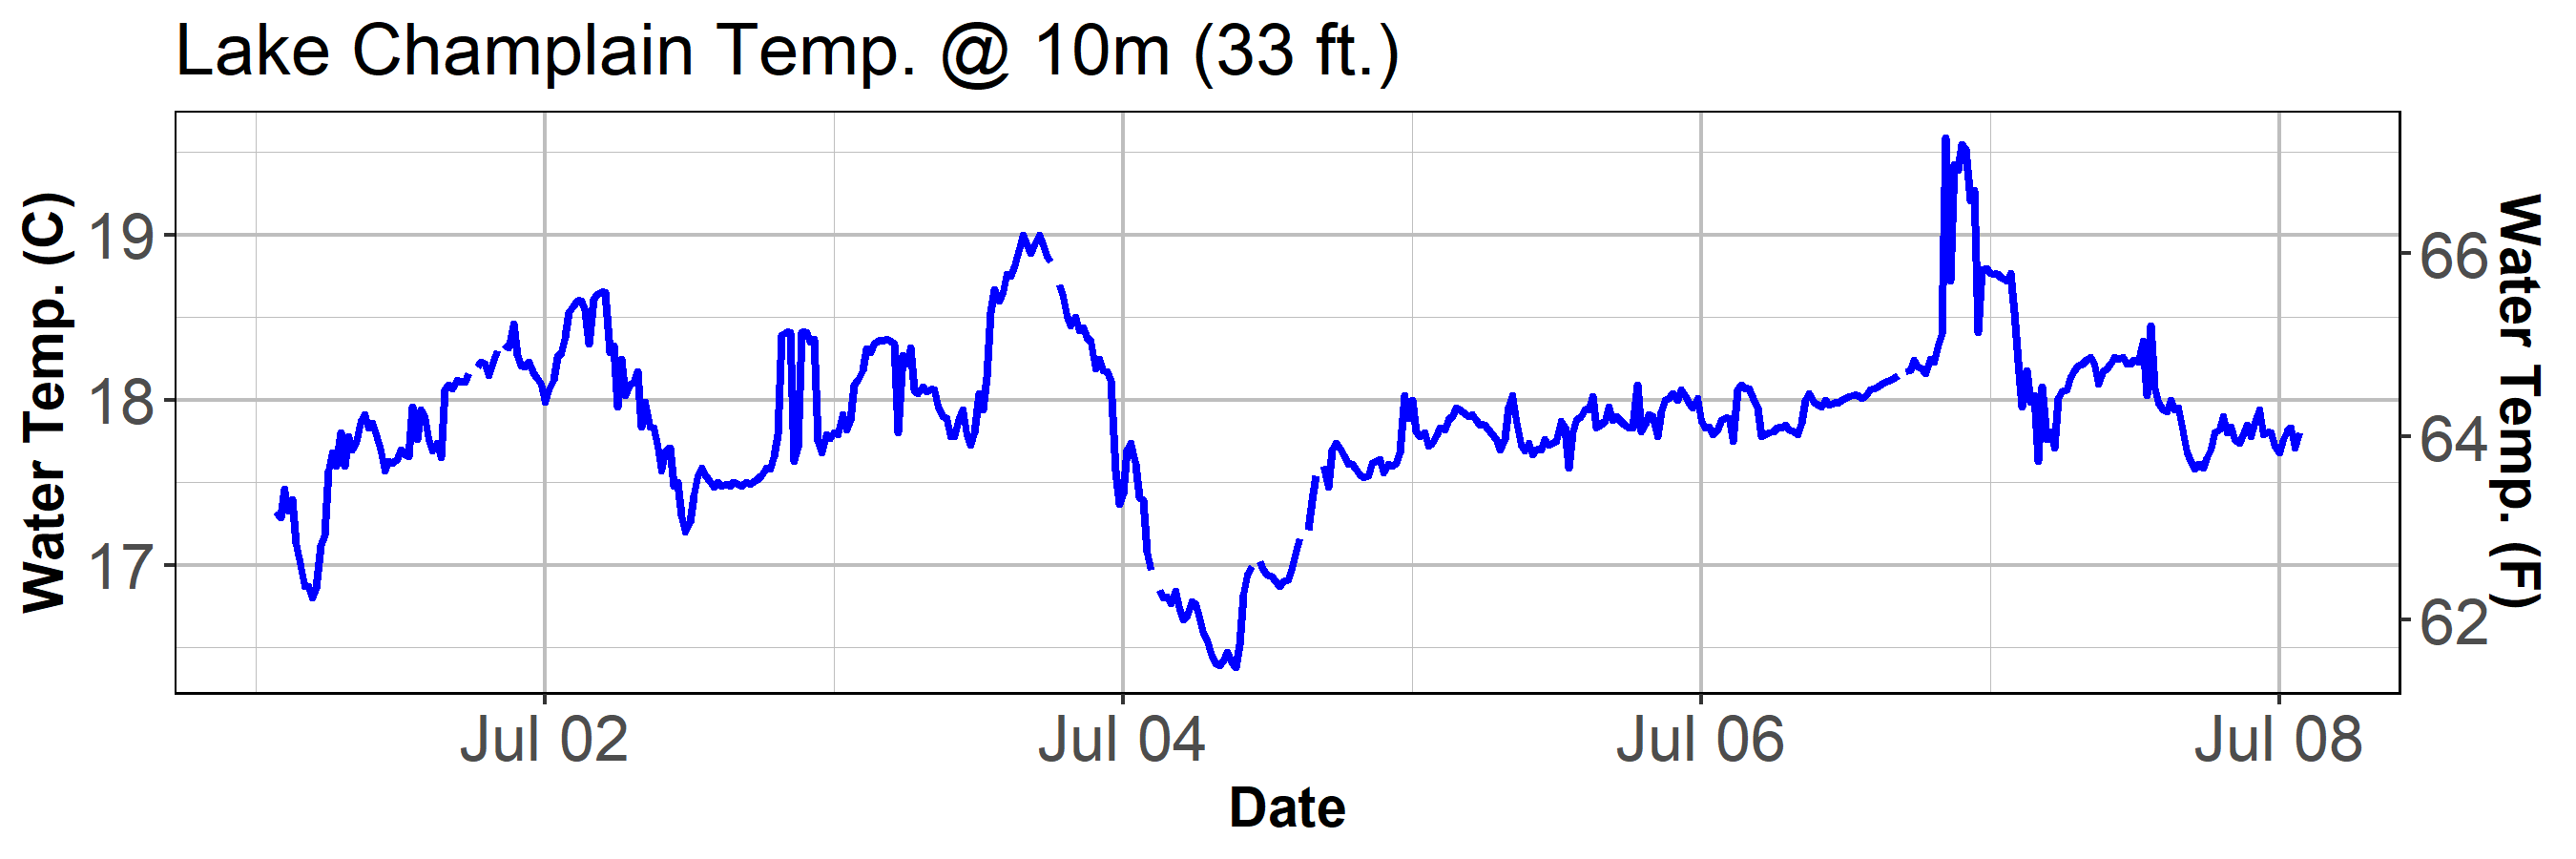 Lake Champlain Temp. @ 10m (33 ft.)
Water Temp. (C)
19
18
17
66
64
62
Water Temp. (F)
Jul 02 Jul 04 Jul 06 Jul 08
Date